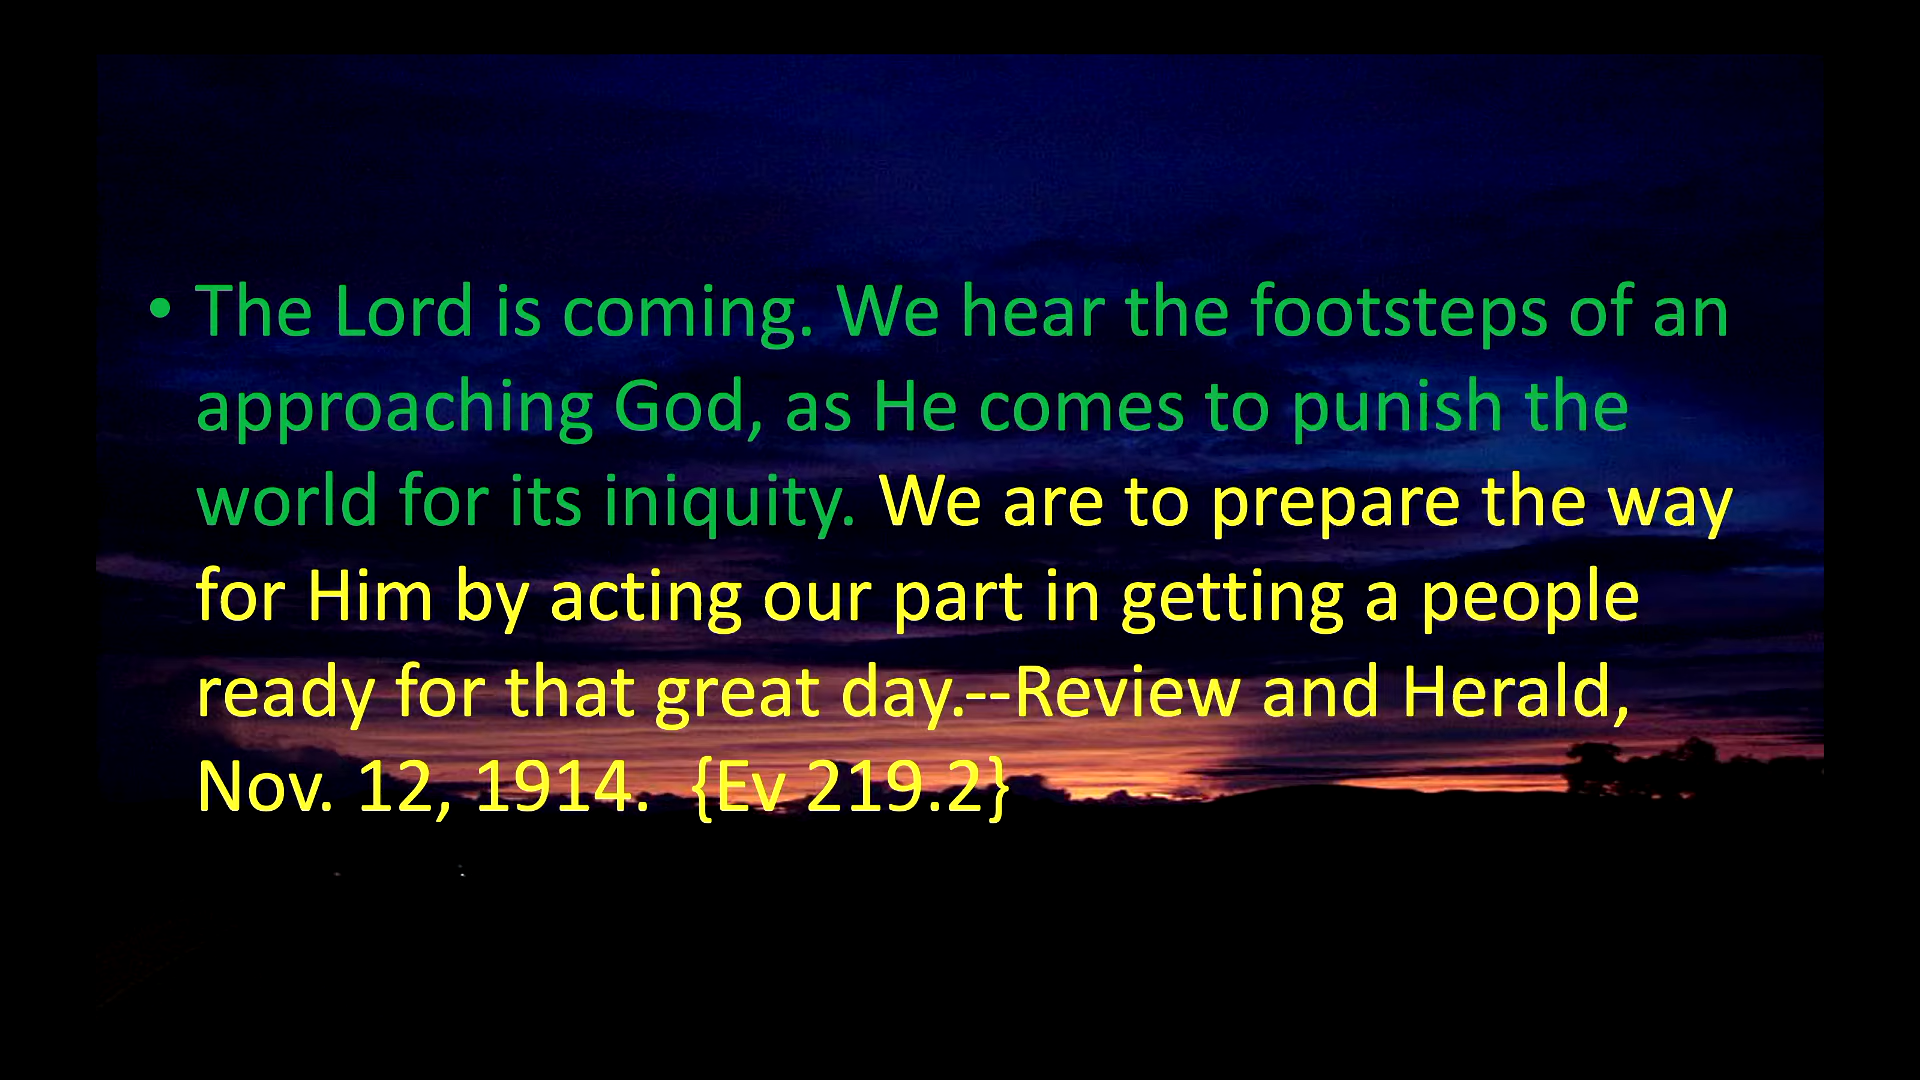 • The Lord is coming. We hear the footsteps of an
approaching God, as He comes to punish the
world for its iniquity. We are to prepare the way
for Him by acting our part in getting a people
ready for that great day.--Review and Herald,
Nov. 12, 1914.  {Ev 219.2}